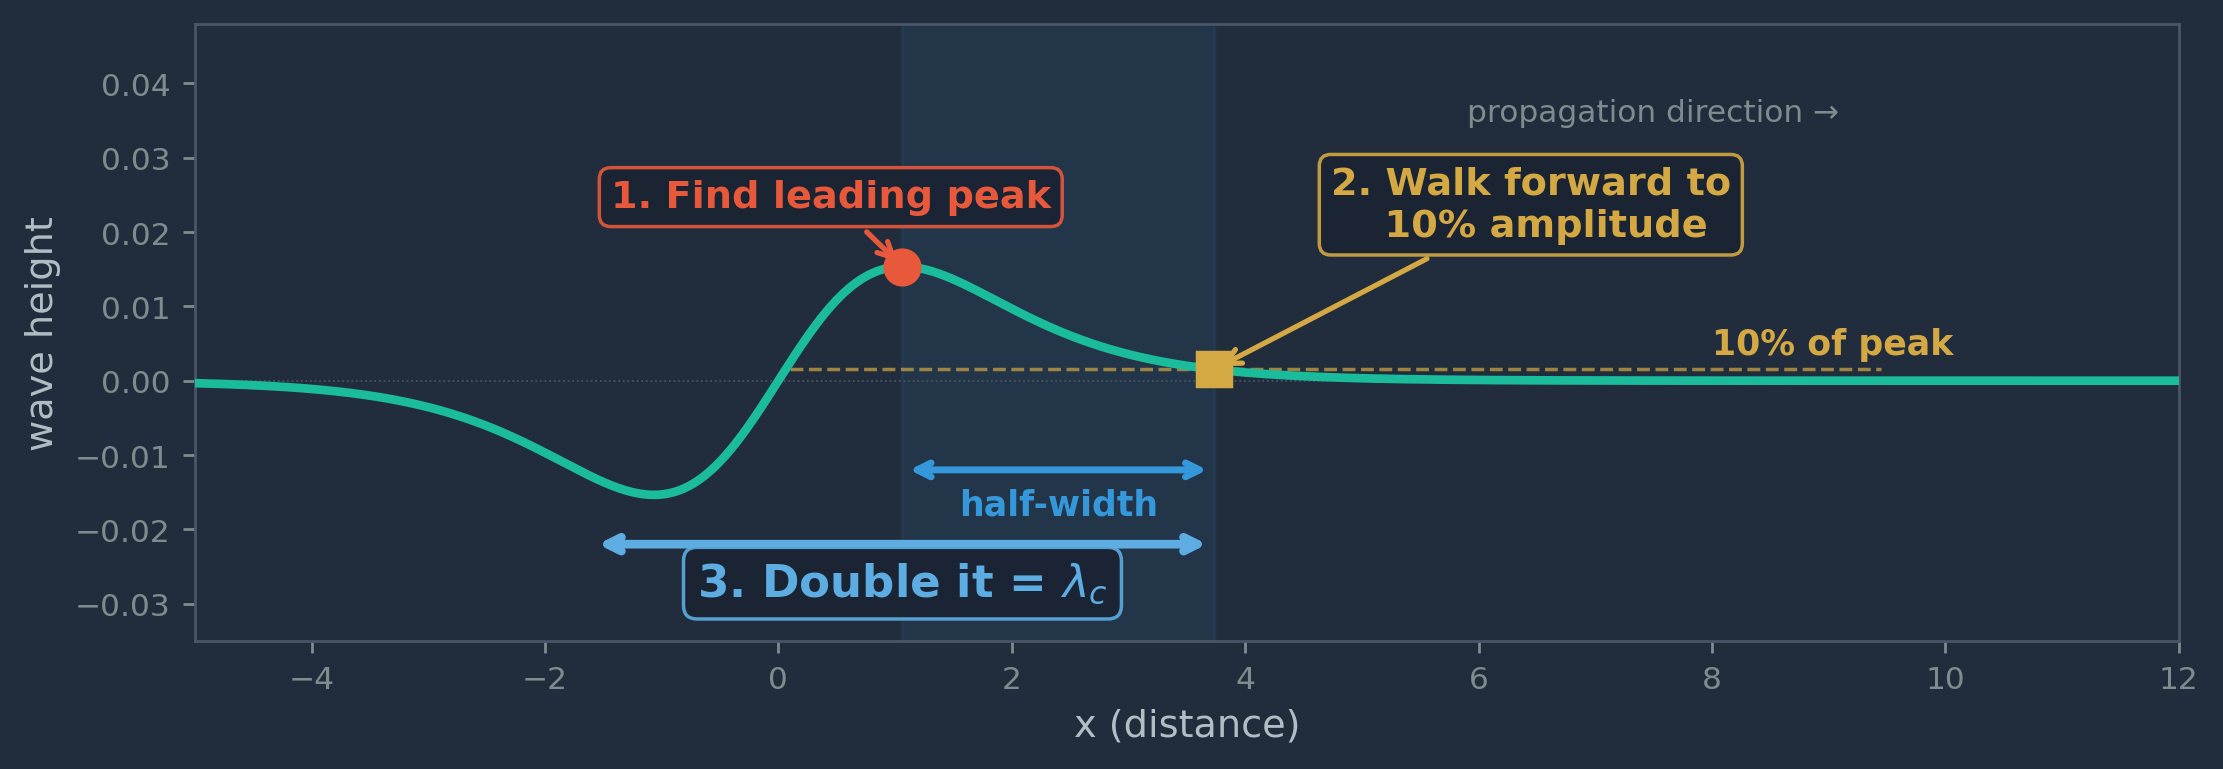 0.04
0.03
0.02
0.01
0.00
−0.01
−0.02
−0.03
wave height
propagation direction →
1. Find leading peak
2. Walk forward to
10% amplitude
10% of peak
half-width
3. Double it = λc
−4
−2
0
2
4
6
8
10
12
x (distance)